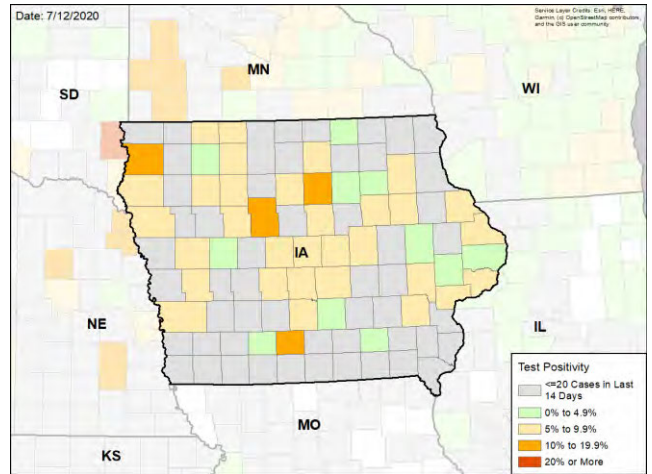 Date: 7/12/2020
Service Layer Credits: Esri, HERE,
Garmin, (c) OpenStreetMap contributors,
and the GIS user community
MN
SD
WI
IA
NE
IL
MO
KS
Test Positivity
<=20 Cases in Last
14 Days
0% to 4.9%
5% to 9.9%
10% to 19.9%
20% or More